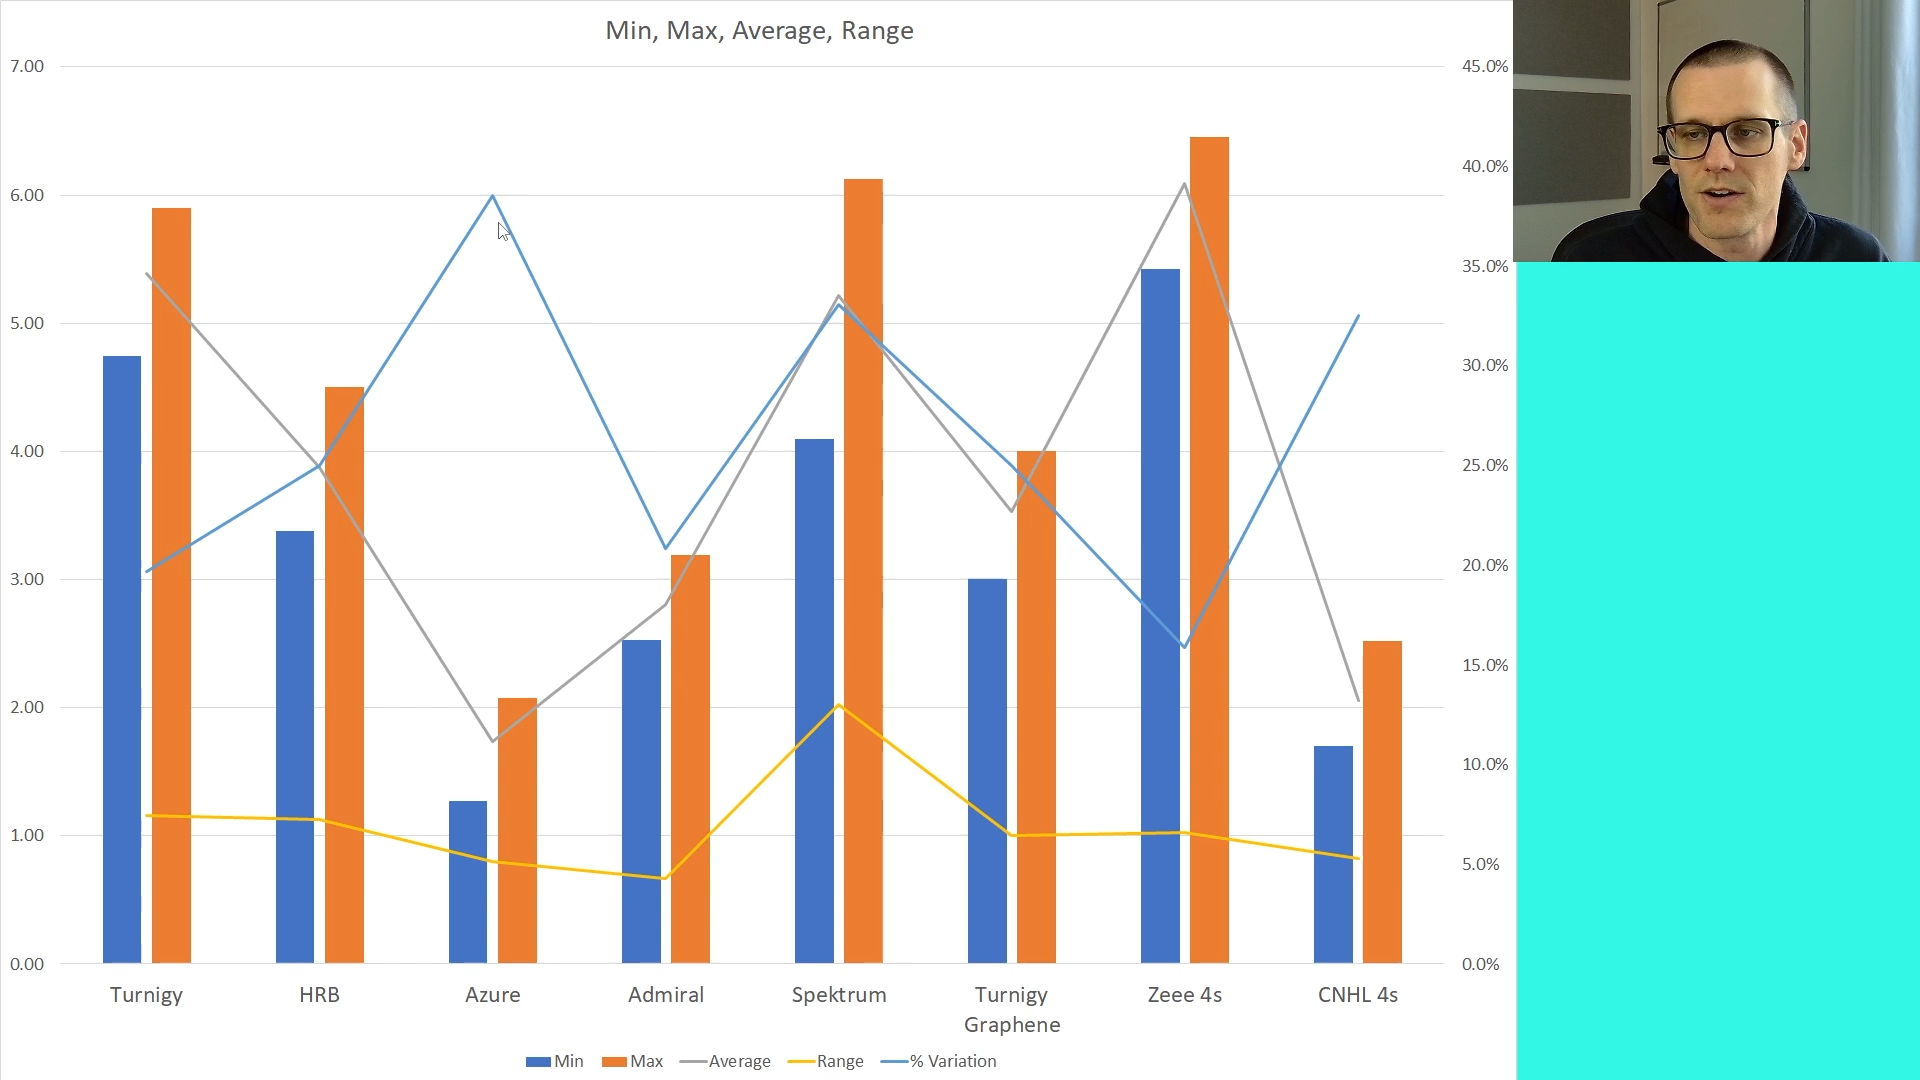 Min, Max, Average, Range
7.00
6.00
5.00
4.00
3.00
2.00
1.00
0.00
45.0%
40.0%
35.0%
30.0%
25.0%
20.0%
15.0%
10.0%
5.0%
0.0%
Turnigy
HRB
Azure
Admiral
Spektrum
Turnigy
Graphene
Zeee 4s
CNHL 4s
Min Max Average Range % Variation